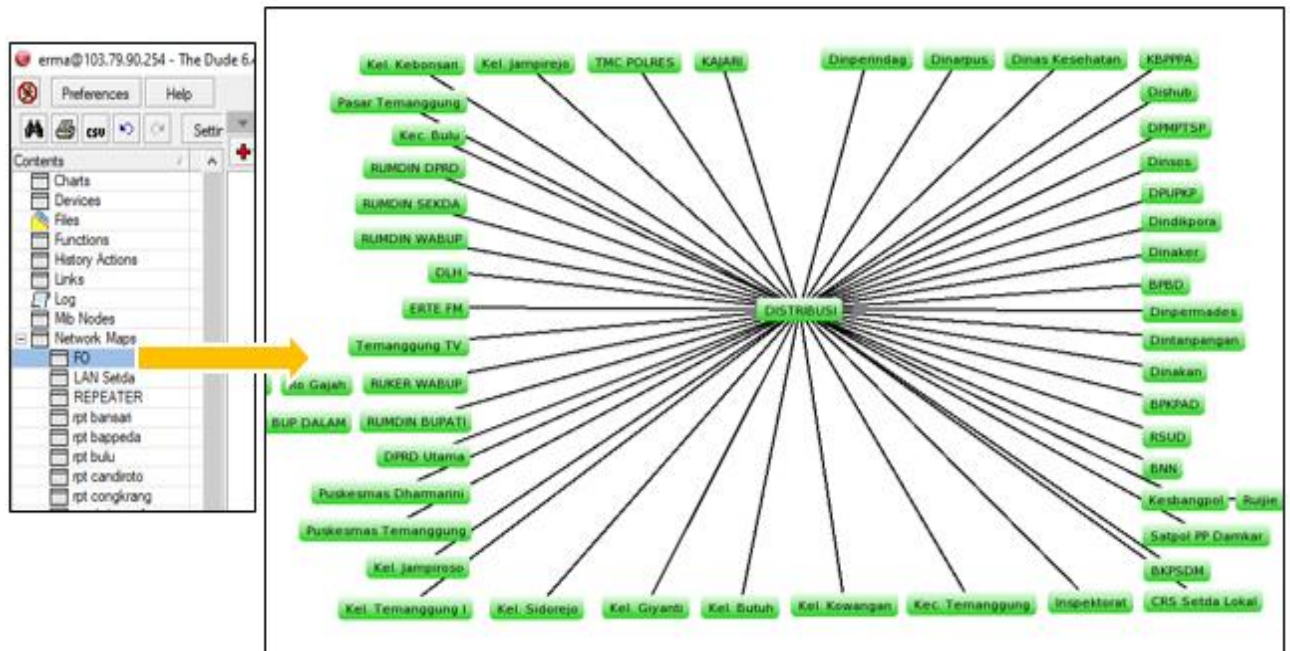 erma@103.79.90.254 - The Dude 6.
Preferences Help
csv Settin
Contents
Charts
Devices
Files
Functions
History Actions
Links
Log
Mib Nodes
Network Maps
FO
LAN Setda
REPEATER
rpt bansari
rpt bappeda
rpt bulu
rpt candiroto
rpt congkrang
Kel. Kebonsari
Kel. Jampirejo
TMC POLRES
KAJARI
Dinperindag
Dinarpus
Dinas Kesehatan
KBPPPA
Pasar Temanggung
Dishub
Kec. Bulu
DPMPTSP
RUMDIN DPRD
Dinsos
RUMDIN SEKDA
DPUPKP
RUMDIN WABUP
Dindikpora
DLH
Dinaker
BPBD
ERTE FM
DISTRIBUSI
Dinpermades
Temanggung TV
Dintanpangan
Gajah
RUKER WABUP
Dinakan
BUP DALAM
RUMDIN BUPATI
BPKPAD
DPRD Utama
RSUD
Puskesmas Dharmarini
BNN
Kesbangpol
Ruijie
Puskesmas Temanggung
Satpol PP Damkar
Kel. Jampiroso
BKPSDM
Kel. Temanggung I
Kel. Sidorejo
Kel. Giyanti
Kel. Butuh
Kel. Kowangan
Kec. Temanggung
Inspektorat
CRS Setda Lokal